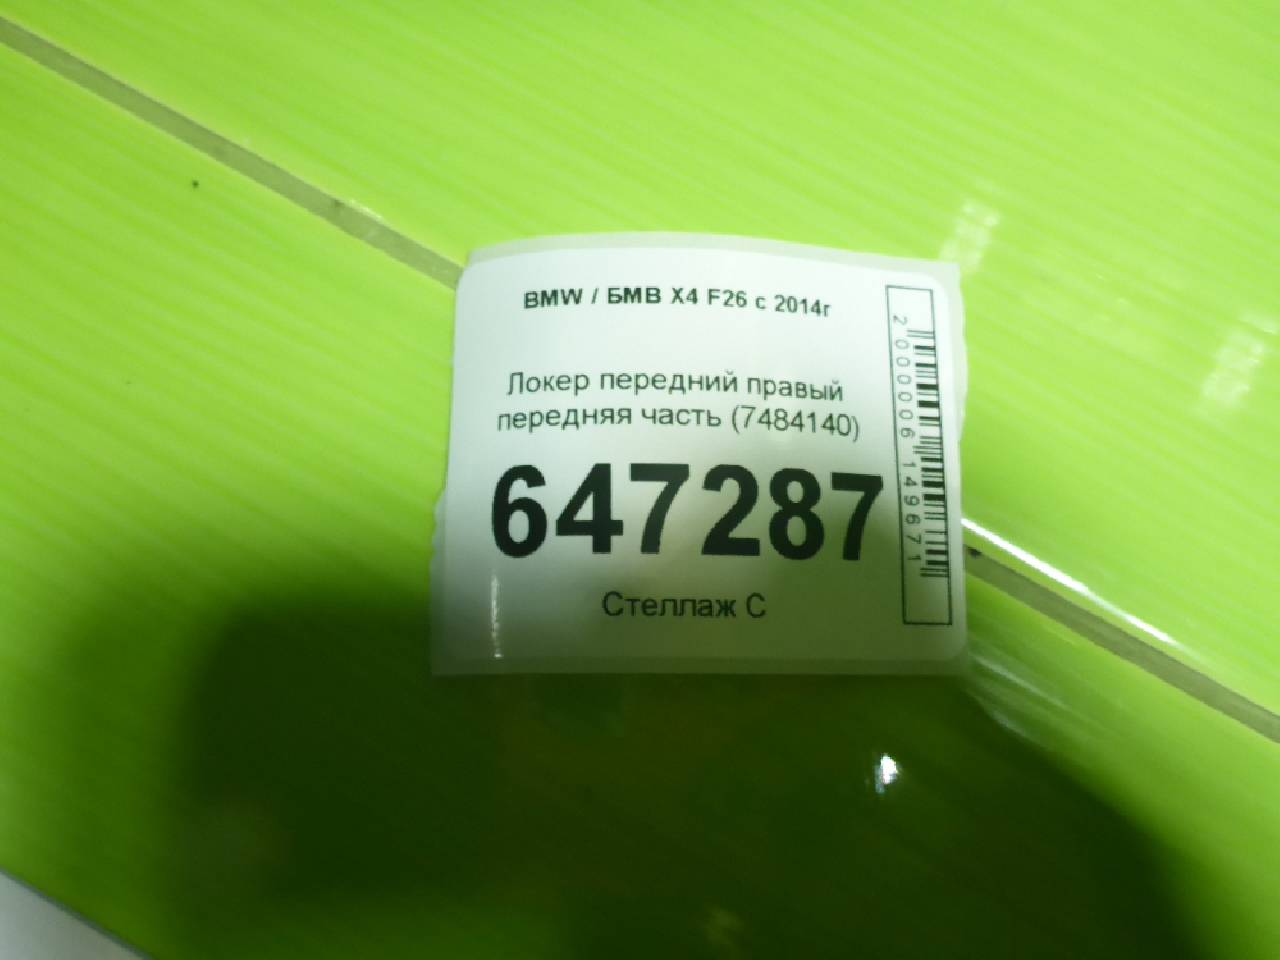 BMW / БМВ X4 F26 с 2014г
Локер передний правый
передняя часть (7484140)
647287
Стеллаж С
2000006149671